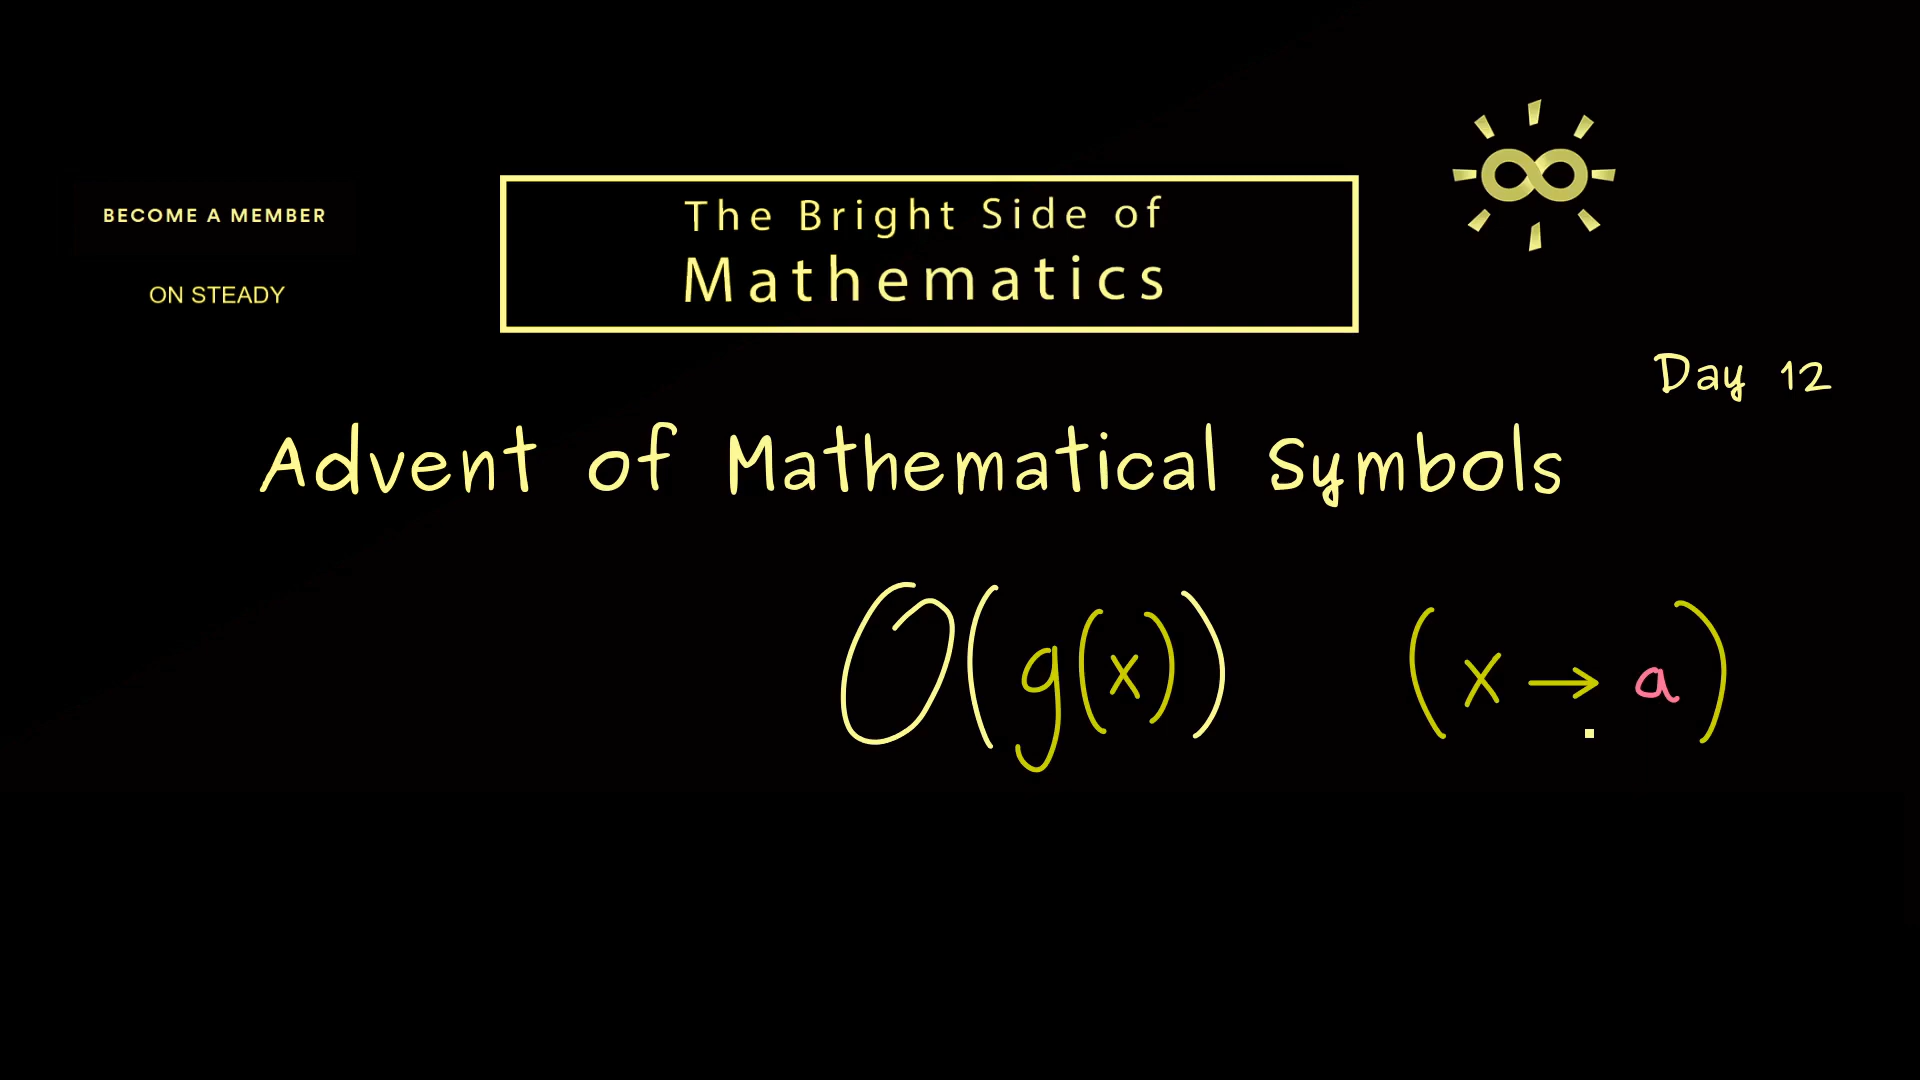 BECOME A MEMBER
ON STEADY
The Bright Side of
Mathematics
Day 12
Advent of Mathematical Symbols
O(g(x)) (x → a)